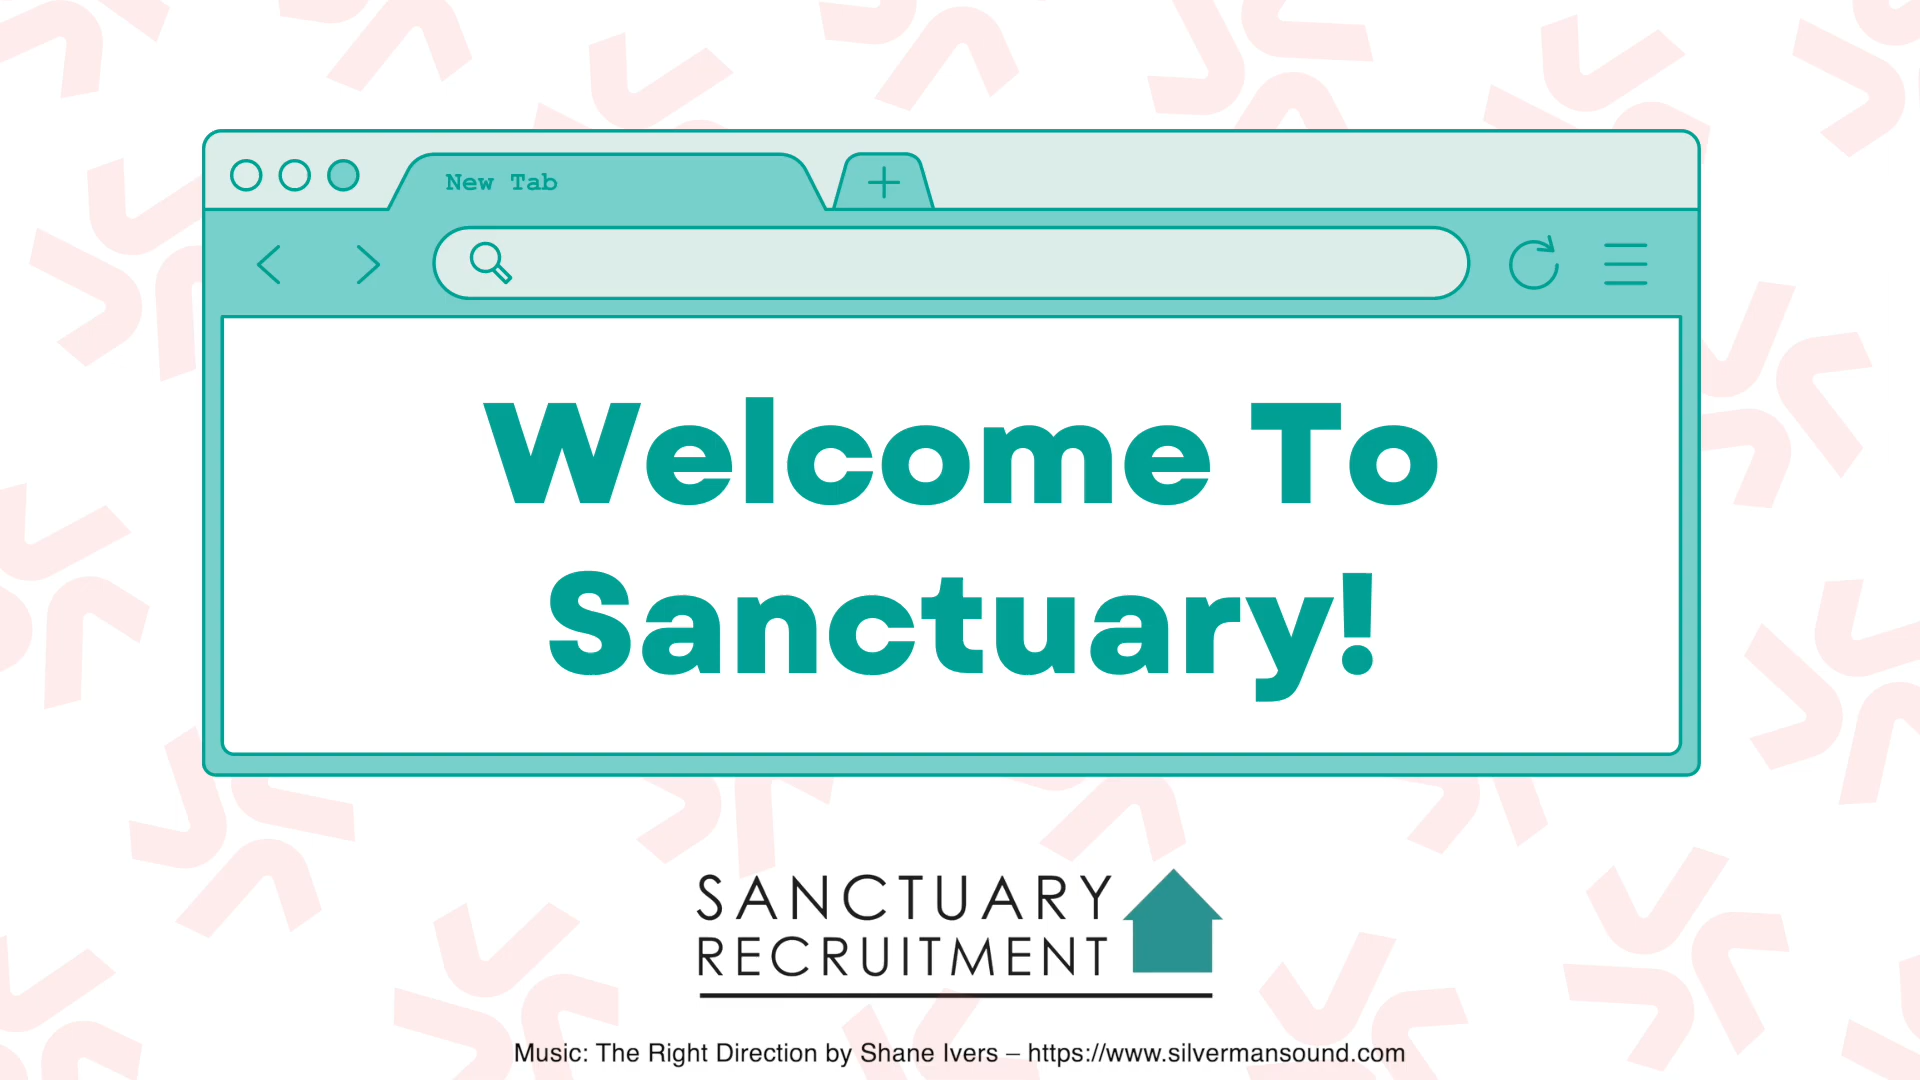 New Tab
Welcome To
Sanctuary!
SANCTUARY
RECRUITMENT
Music: The Right Direction by Shane Ivers – https://www.silvermansound.com